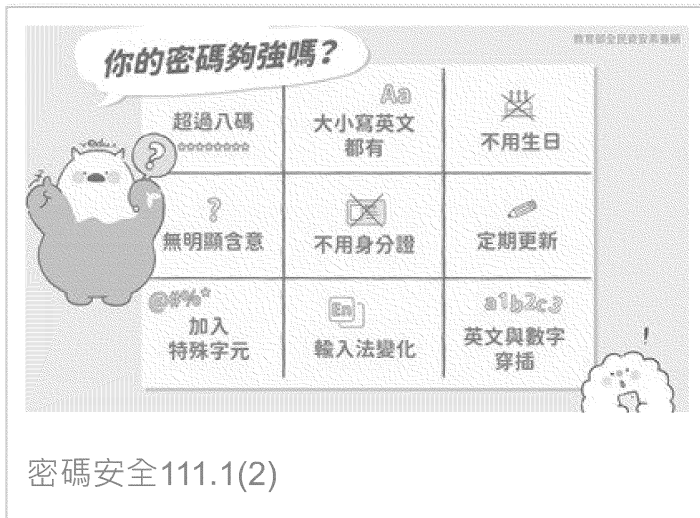 你的密碼夠強嗎？
超過八碼
********
Aa
大小寫英文
都有
不用生日
?
?
無明顯含意
不用身分證
定期更新
@#%*
加入
特殊字元
En
輸入法變化
a1b2c3
英文與數字
穿插
!
密碼安全111.1(2)